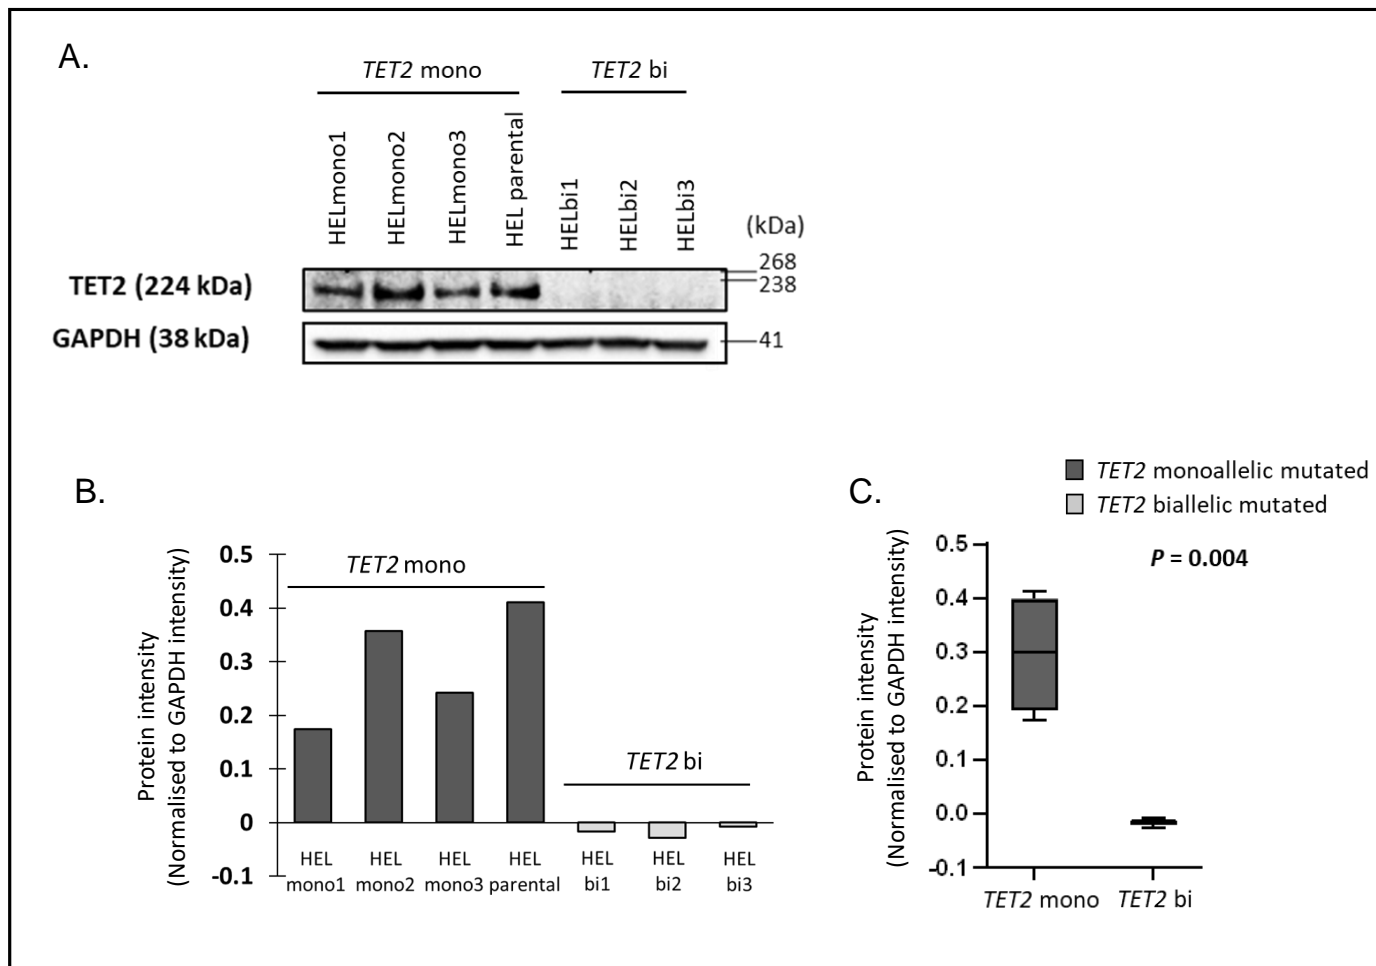 A.
TET2 mono
TET2 bi
HELmono1
HELmono2
HELmono3
HEL parental
HELbi1
HELbi2
HELbi3
(kDa)
268
TET2 (224 kDa)
238
GAPDH (38 kDa)
41
B.
Protein intensity
(Normalised to GAPDH intensity)
0.5
0.4
0.3
0.2
0.1
0
-0.1
TET2 mono
TET2 bi
HEL
mono1
HEL
mono2
HEL
mono3
HEL
parental
HEL
bi1
HEL
bi2
HEL
bi3
C.
TET2 monoallelic mutated
TET2 biallelic mutated
P = 0.004
Protein intensity
(Normalised to GAPDH intensity)
0.5
0.4
0.3
0.2
0.1
0.0
-0.1
TET2 mono
TET2 bi